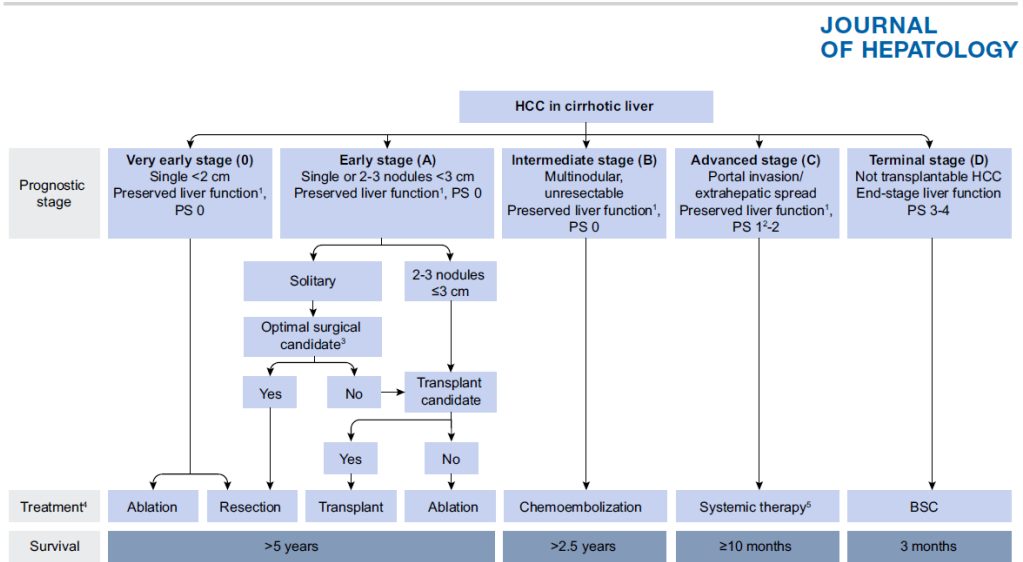 JOURNAL
OF HEPATOLOGY
HCC in cirrhotic liver
Prognostic
stage
Very early stage (0)
Single <2 cm
Preserved liver function¹,
PS 0
Early stage (A)
Single or 2-3 nodules <3 cm
Preserved liver function¹, PS 0
Intermediate stage (B)
Multinodular,
unresectable
Preserved liver function¹,
PS 0
Advanced stage (C)
Portal invasion/
extrahepatic spread
Preserved liver function¹,
PS 1²-2
Terminal stage (D)
Not transplantable HCC
End-stage liver function
PS 3-4
Solitary
2-3 nodules
≤3 cm
Optimal surgical
candidate³
Yes
No
Transplant
candidate
Yes
No
Treatment⁴
Ablation
Resection
Transplant
Ablation
Chemoembolization
Systemic therapy⁵
BSC
Survival
>5 years
>2.5 years
≥10 months
3 months